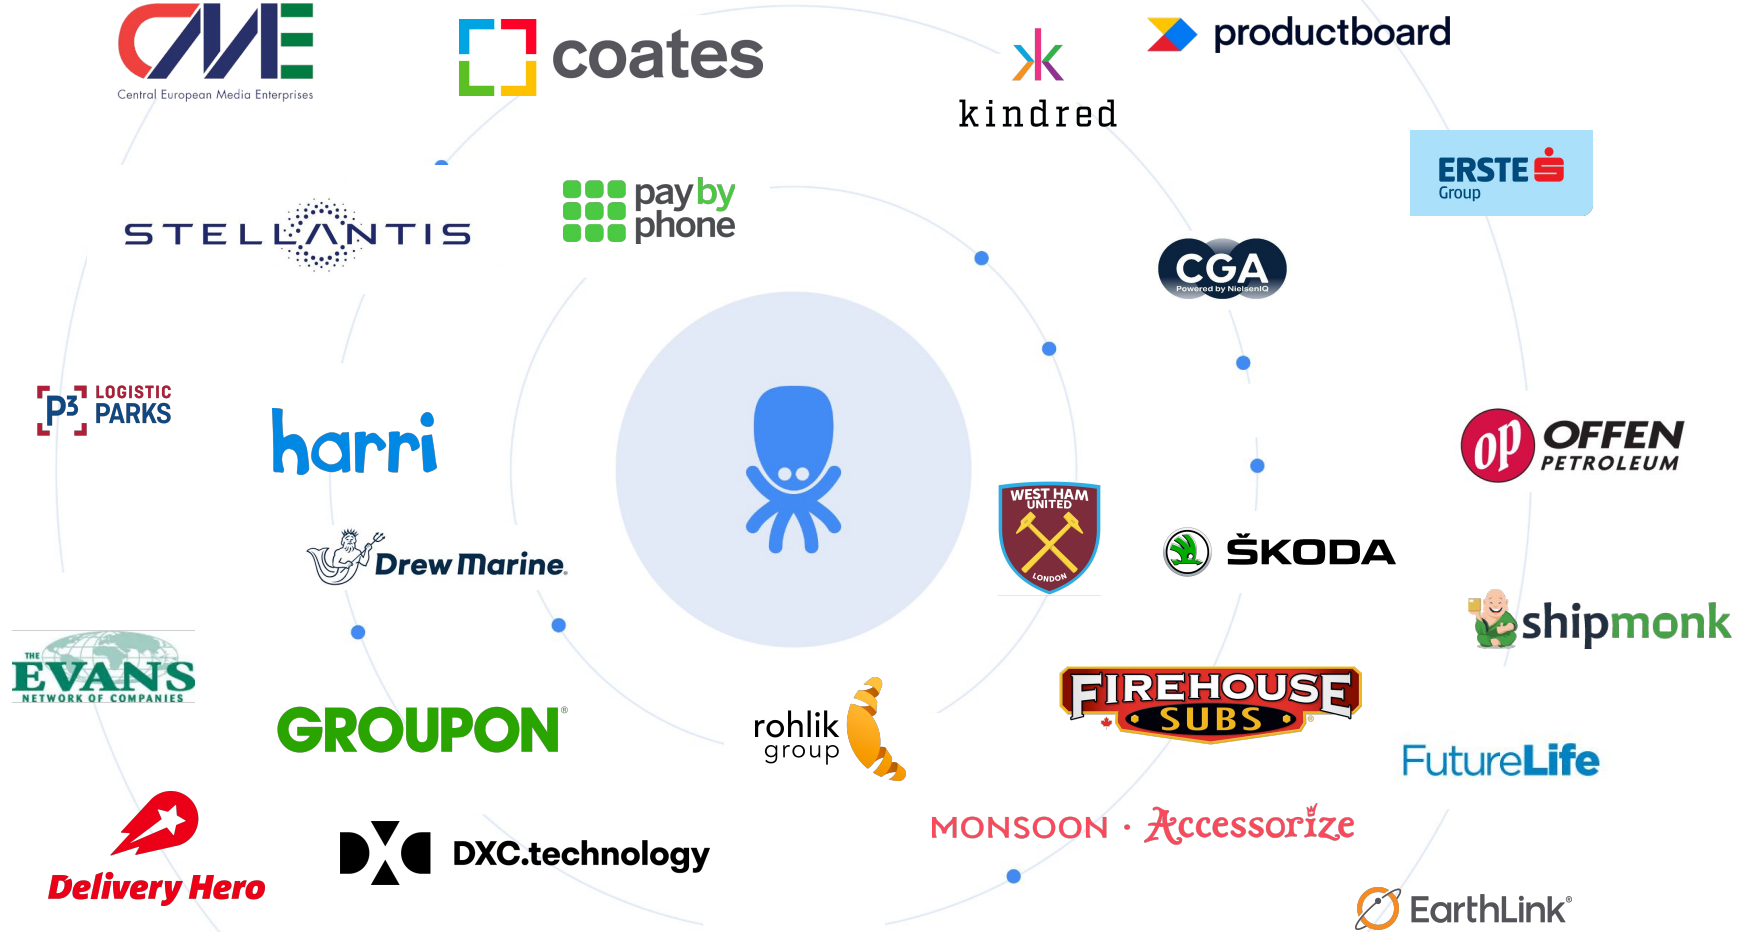 CME
Central European Media Enterprises
coates
kindred
productboard
ERSTE
Group
STELLANTIS
pay by
phone
CGA
Powered by NielsenIQ
P3
LOGISTIC
PARKS
harri
op
OFFEN
PETROLEUM
WEST HAM
UNITED
LONDON
Drew Marine®
ŠKODA
shipmonk
THE
EVANS
NETWORK OF COMPANIES
GROUPON®
rohlik
group
FIREHOUSE
SUBS®
FutureLife
Delivery Hero
DXC.technology
MONSOON · Accessorize
EarthLink®